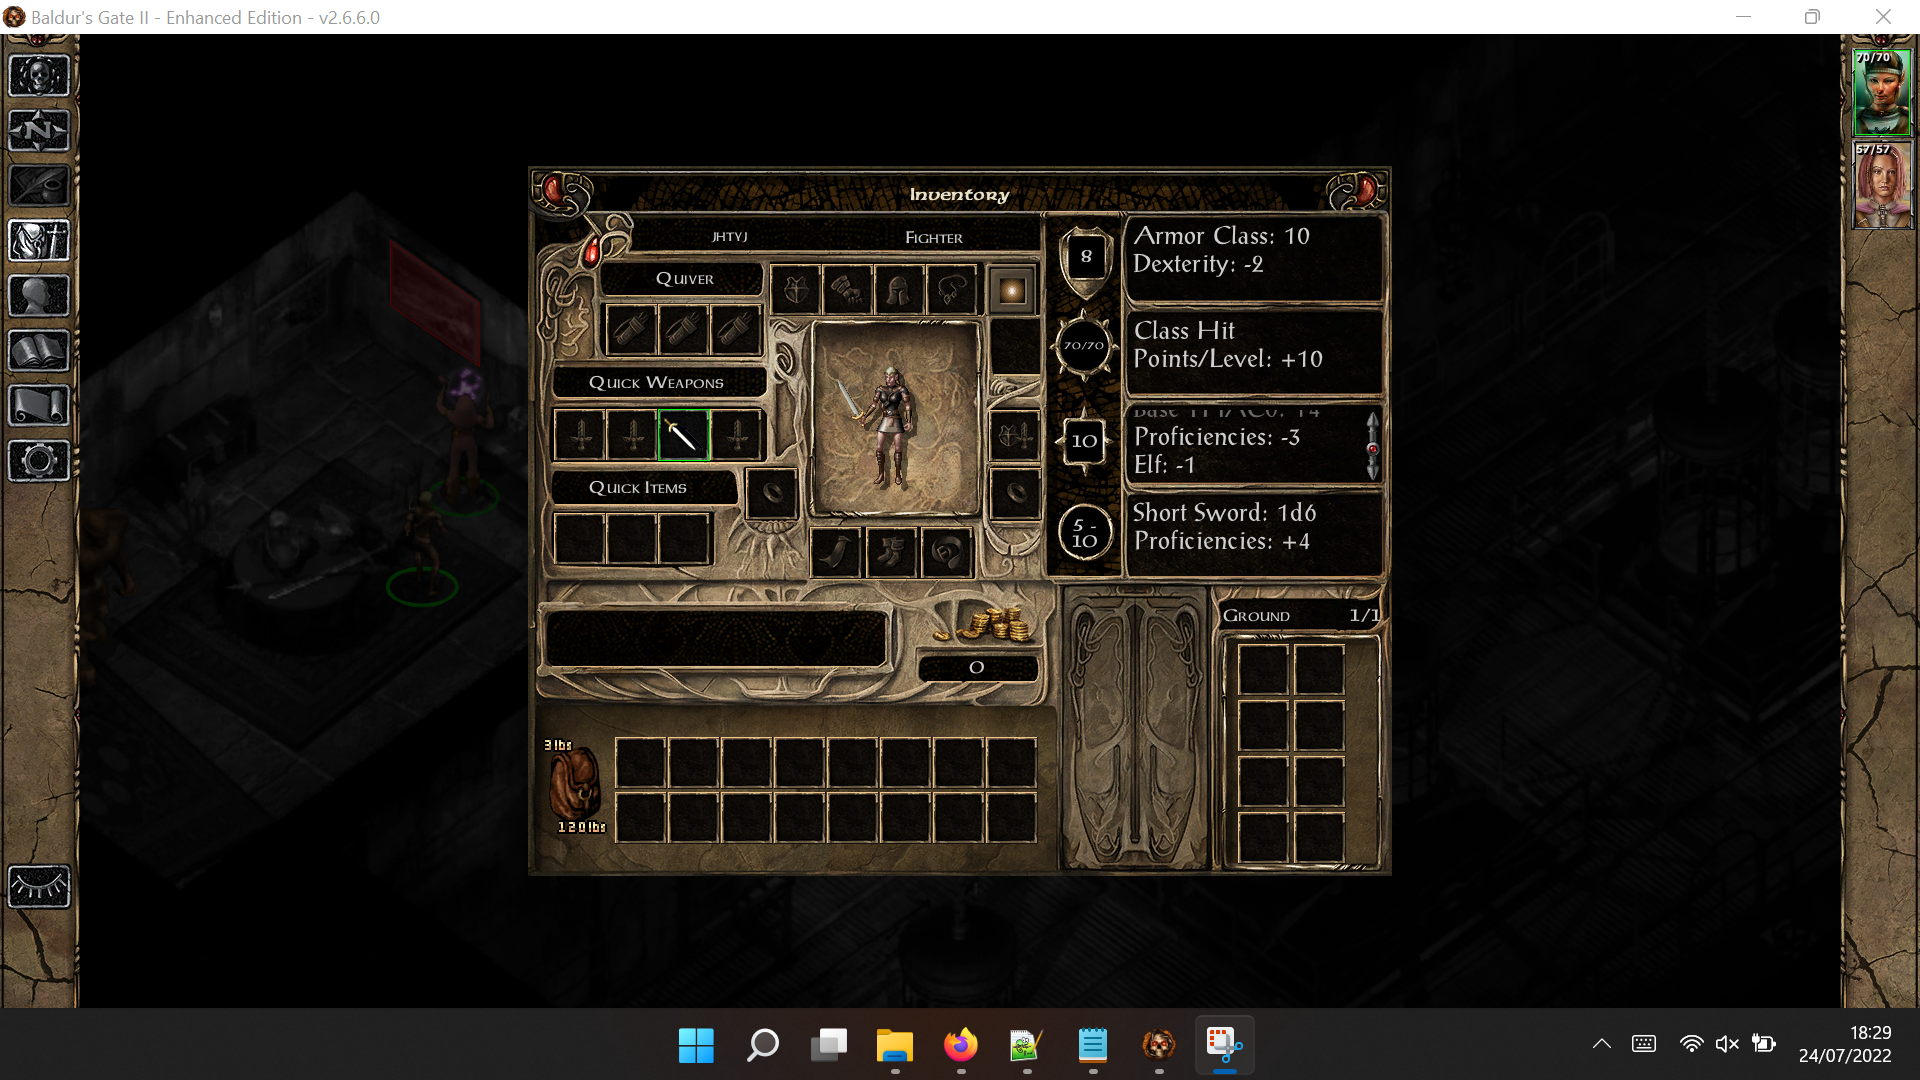 Baldur's Gate II - Enhanced Edition - v2.6.6.0
70/70
57/57
Inventory
JHTYJ
Fighter
Quiver
Quick Weapons
Quick Items
8
Armor Class: 10
Dexterity: -2
70/70
Class Hit
Points/Level: +10
10
Base THAC0: 14
Proficiencies: -3
Elf: -1
5 -
10
Short Sword: 1d6
Proficiencies: +4
Ground 1/1
0
3 lbs
120 lbs
N
18:29
24/07/2022